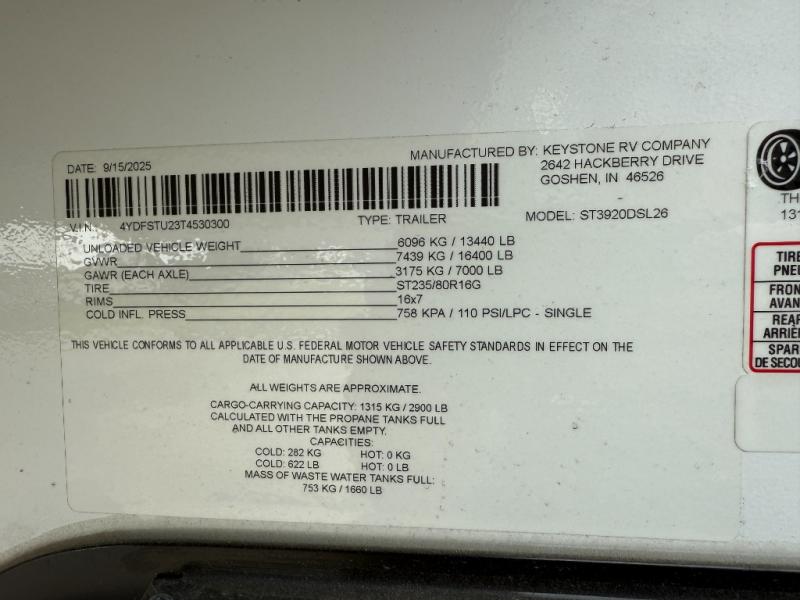 DATE: 9/15/2025
MANUFACTURED BY: KEYSTONE RV COMPANY
2642 HACKBERRY DRIVE
GOSHEN, IN 46526
V.I.N. 4YDFSTU23T4530300 TYPE: TRAILER MODEL: ST3920DSL26
UNLOADED VEHICLE WEIGHT 6096 KG / 13440 LB
GVWR 7439 KG / 16400 LB
GAWR (EACH AXLE) 3175 KG / 7000 LB
TIRE ST235/80R16G
RIMS 16x7
COLD INFL. PRESS 758 KPA / 110 PSI/LPC - SINGLE
THIS VEHICLE CONFORMS TO ALL APPLICABLE U.S. FEDERAL MOTOR VEHICLE SAFETY STANDARDS IN EFFECT ON THE
DATE OF MANUFACTURE SHOWN ABOVE.
ALL WEIGHTS ARE APPROXIMATE.
CARGO-CARRYING CAPACITY: 1315 KG / 2900 LB
CALCULATED WITH THE PROPANE TANKS FULL
AND ALL OTHER TANKS EMPTY.
CAPACITIES:
COLD: 282 KG HOT: 0 KG
COLD: 622 LB HOT: 0 LB
MASS OF WASTE WATER TANKS FULL:
753 KG / 1660 LB
TH
131
TIRE
PNEU
FRON
AVAN
REAR
ARRIÈR
SPAR
DE SECOU